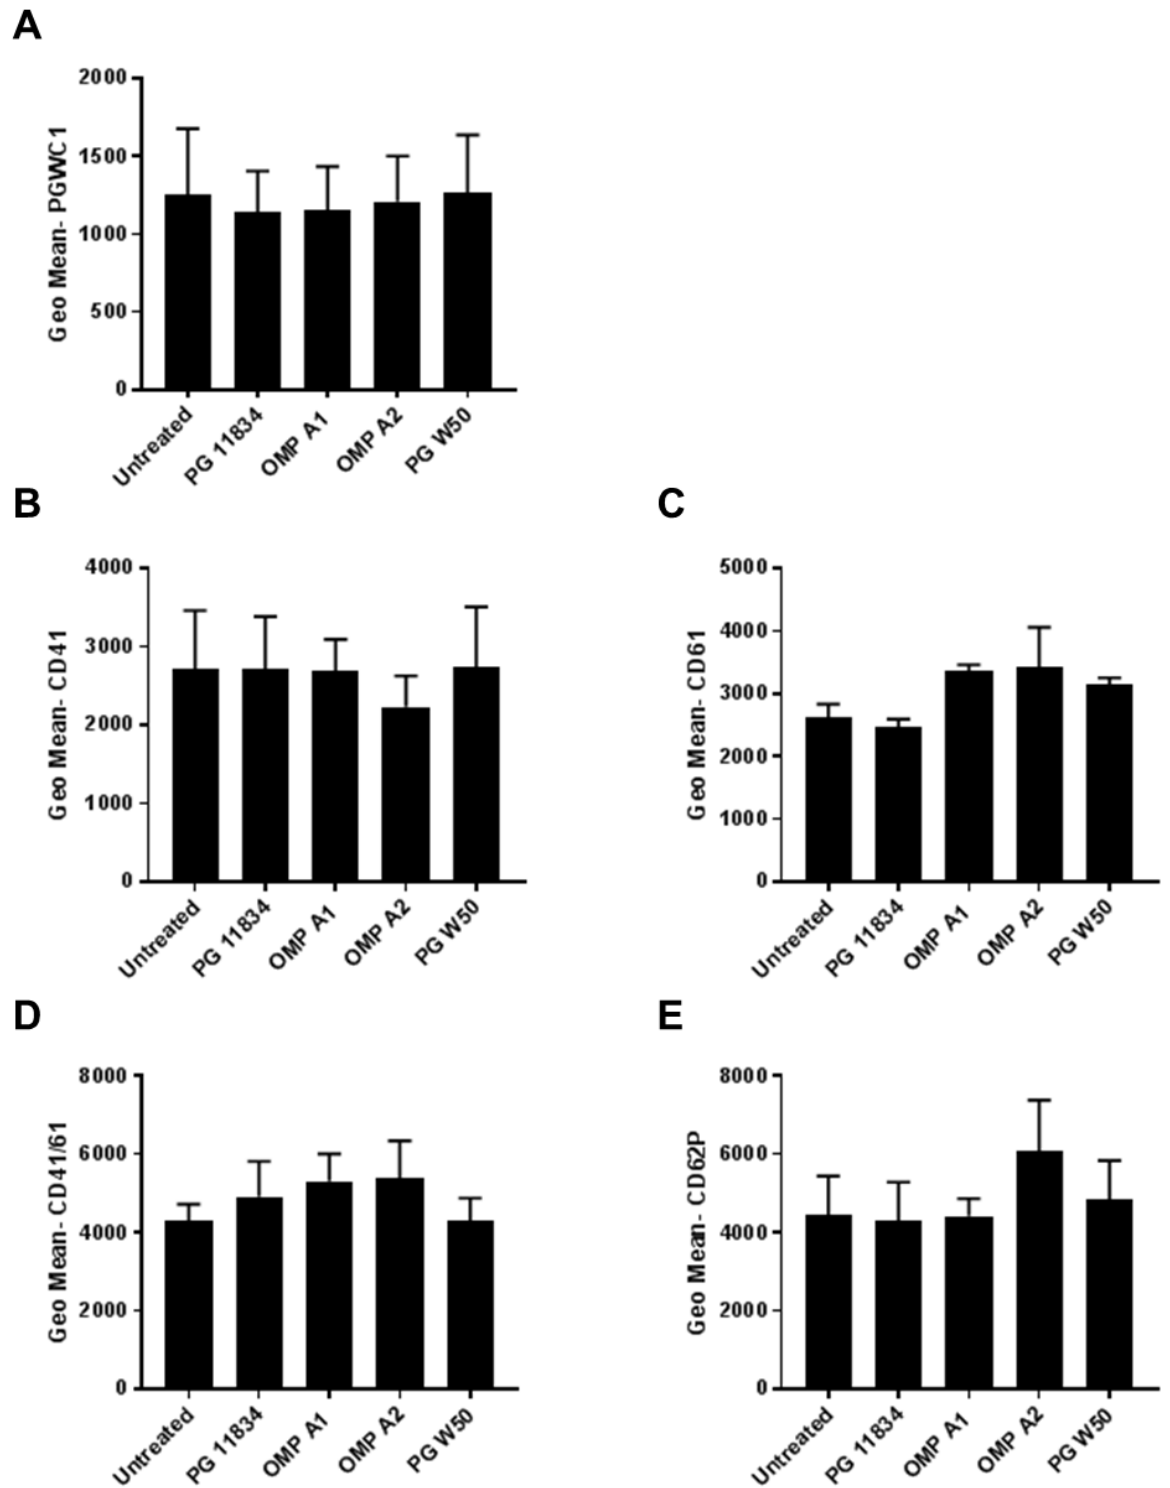 A
Geo Mean- PGWC1
2000
1500
1000
500
0
Untreated
PG 11834
OMP A1
OMP A2
PG W50
B
Geo Mean- CD41
4000
3000
2000
1000
0
Untreated
PG 11834
OMP A1
OMP A2
PG W50
C
Geo Mean- CD61
5000
4000
3000
2000
1000
0
Untreated
PG 11834
OMP A1
OMP A2
PG W50
D
Geo Mean- CD41/61
8000
6000
4000
2000
0
Untreated
PG 11834
OMP A1
OMP A2
PG W50
E
Geo Mean- CD62P
8000
6000
4000
2000
0
Untreated
PG 11834
OMP A1
OMP A2
PG W50